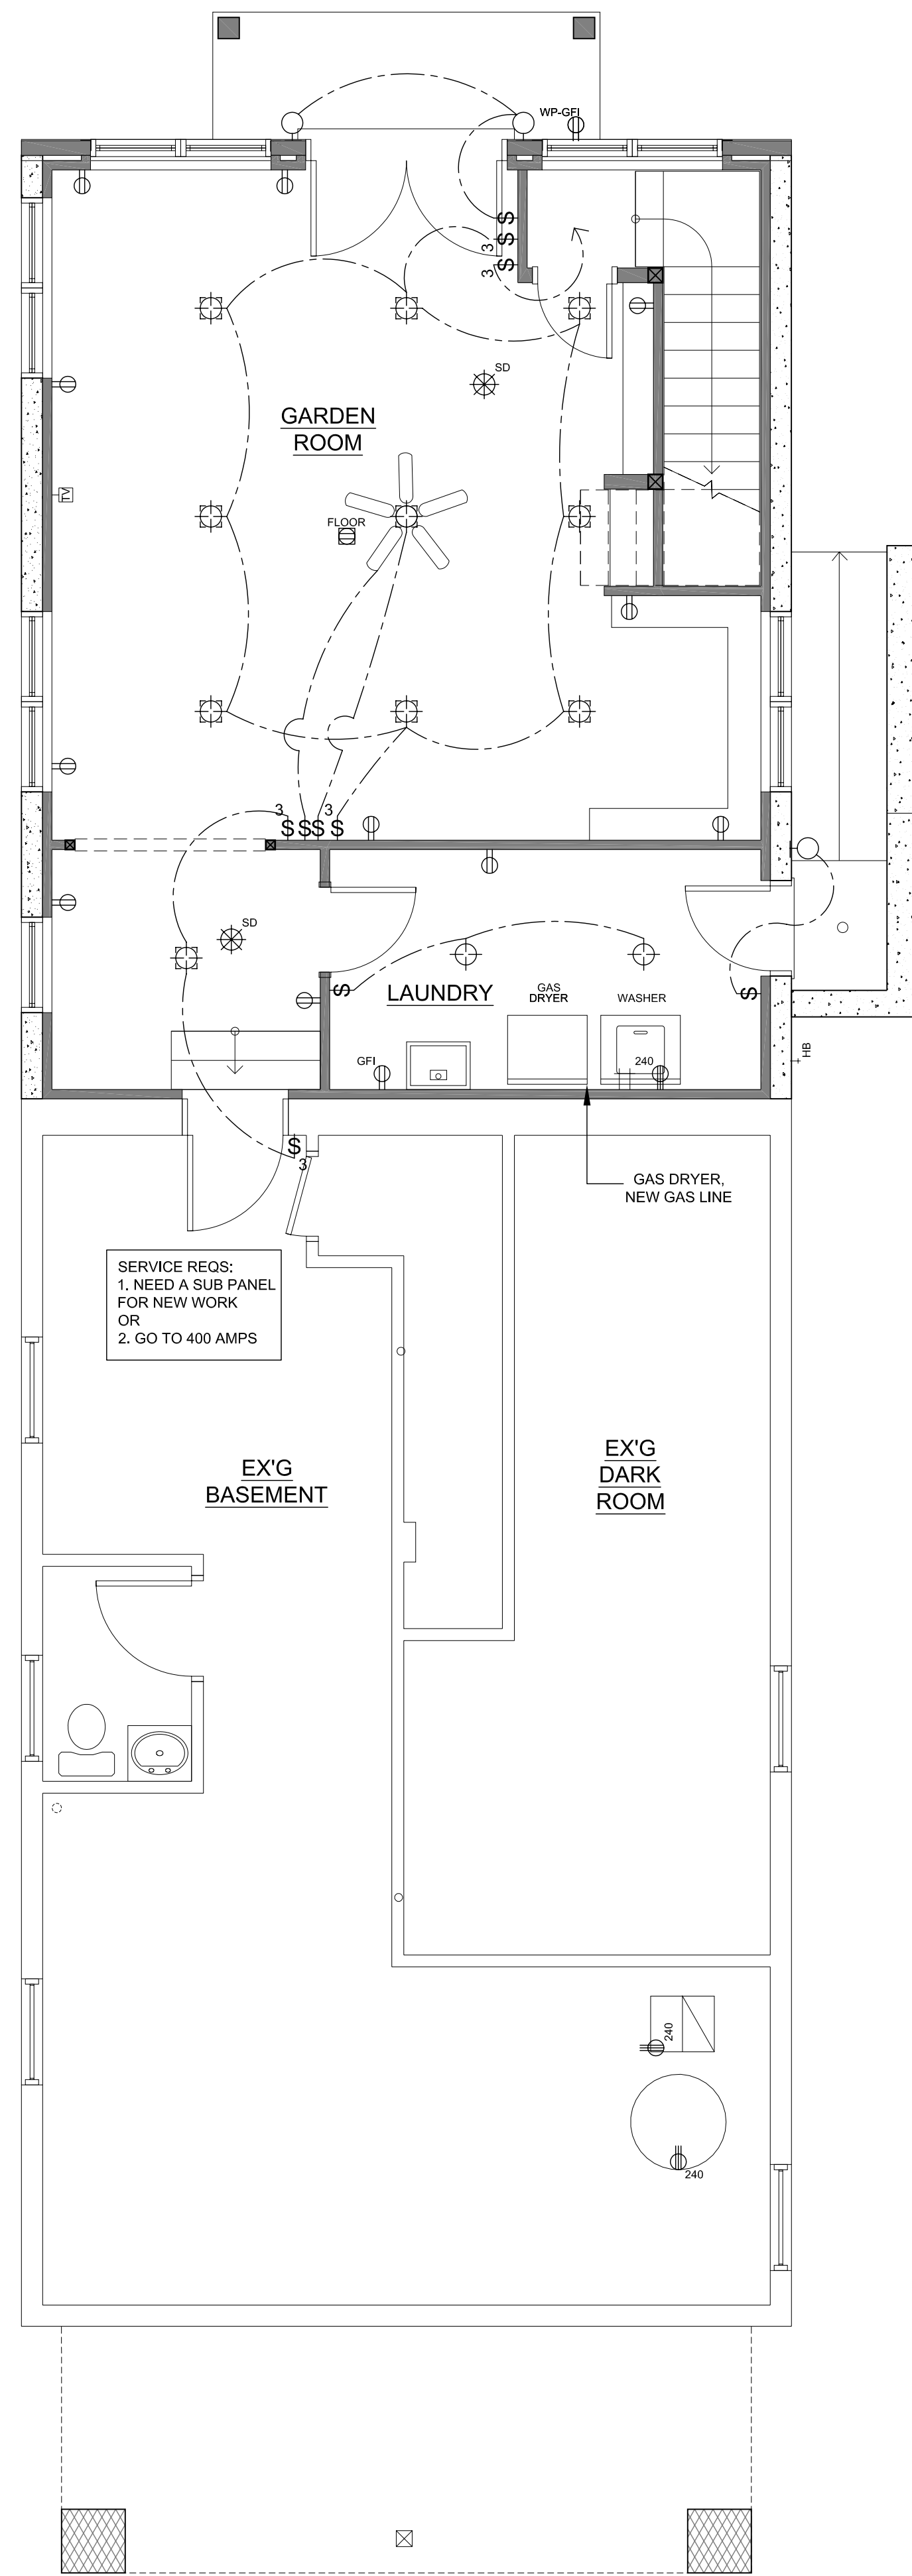 WP-GFI
$
$
3
$
3
SD
GARDEN
ROOM
TV
FLOOR
3
3
$ $ $ $
SD
$
LAUNDRY
GAS
DRYER
WASHER
$
GFI
240
HB
$
3
GAS DRYER,
NEW GAS LINE
SERVICE REQS:
1. NEED A SUB PANEL
FOR NEW WORK
OR
2. GO TO 400 AMPS
EX'G
BASEMENT
EX'G
DARK
ROOM
240
240